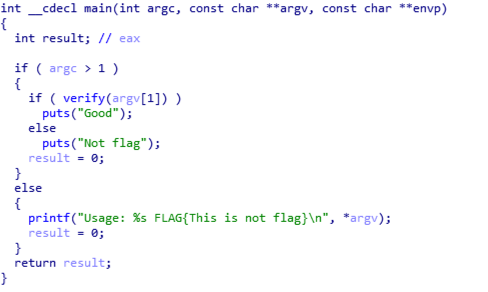 int __cdecl main(int argc, const char **argv, const char **envp)
{
  int result; // eax

  if ( argc > 1 )
  {
    if ( verify(argv[1]) )
      puts("Good");
    else
      puts("Not flag");
    result = 0;
  }
  else
  {
    printf("Usage: %s FLAG{This is not flag}\n", *argv);
    result = 0;
  }
  return result;
}